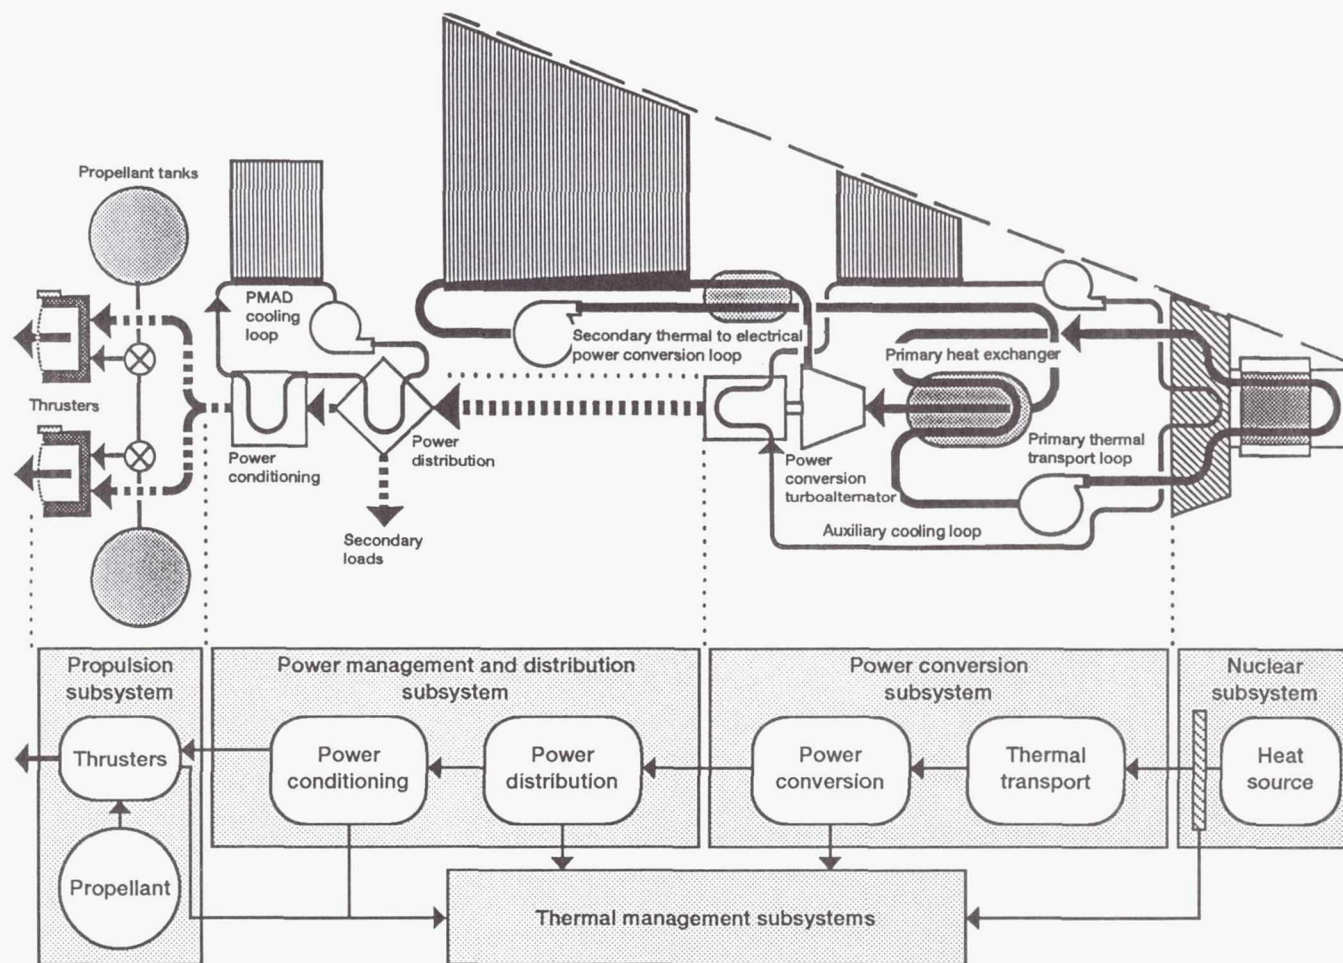 Propellant tanks
PMAD
cooling
loop
Secondary thermal to electrical
power conversion loop
Primary heat exchanger
Thrusters
Power
conditioning
Power
distribution
Secondary
loads
Power
conversion
turboalternator
Primary thermal
transport loop
Auxiliary cooling loop
Propulsion
subsystem
Power management and distribution
subsystem
Power conversion
subsystem
Nuclear
subsystem
Thrusters
Power
conditioning
Power
distribution
Power
conversion
Thermal
transport
Heat
source
Propellant
Thermal management subsystems